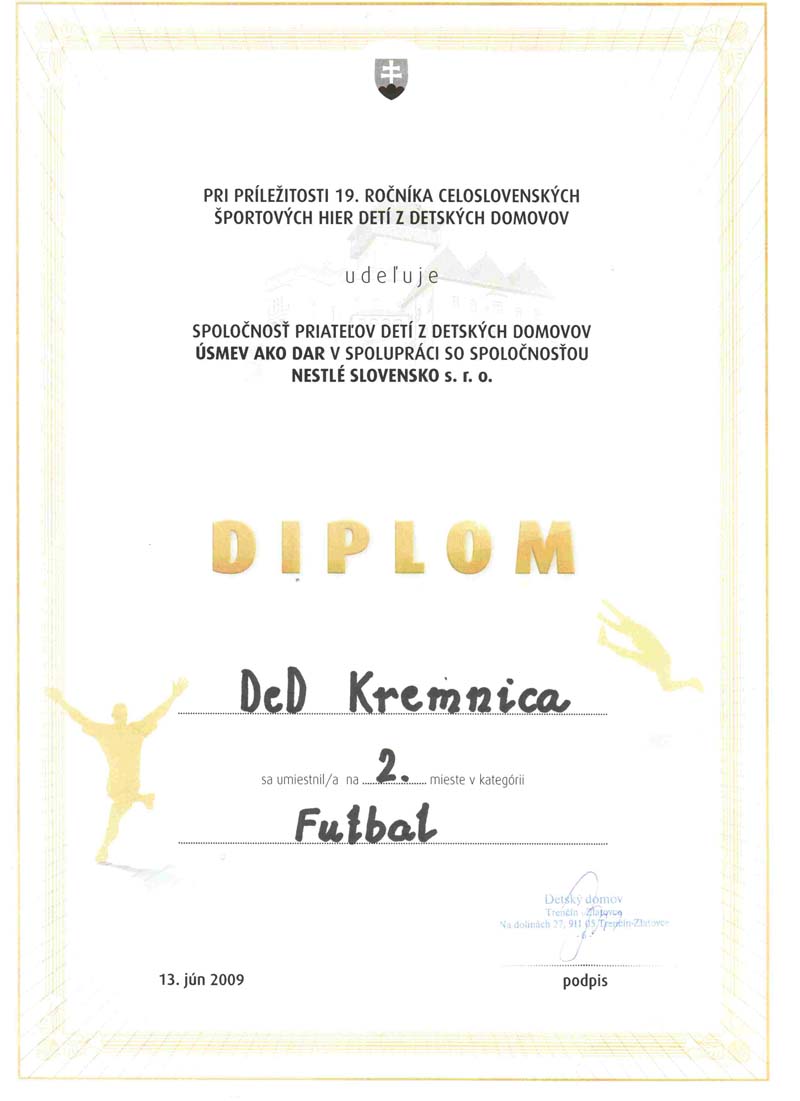 PRI PRÍLEŽITOSTI 19. ROČNÍKA CELOSLOVENSKÝCH
ŠPORTOVÝCH HIER DETÍ Z DETSKÝCH DOMOVOV
udeľuje
SPOLOČNOSŤ PRIATEĽOV DETÍ Z DETSKÝCH DOMOVOV
ÚSMEV AKO DAR V SPOLUPRÁCI SO SPOLOČNOSŤOU
NESTLÉ SLOVENSKO s. r. o.
DIPLOM
DeD Kremnica
sa umiestnil/a na 2. mieste v kategórii
Futbal
Detský domov
Trenčín - Zlatovce
Na dolinách 27, 911 05 Trenčín-Zlatovce
-6-
13. jún 2009
podpis